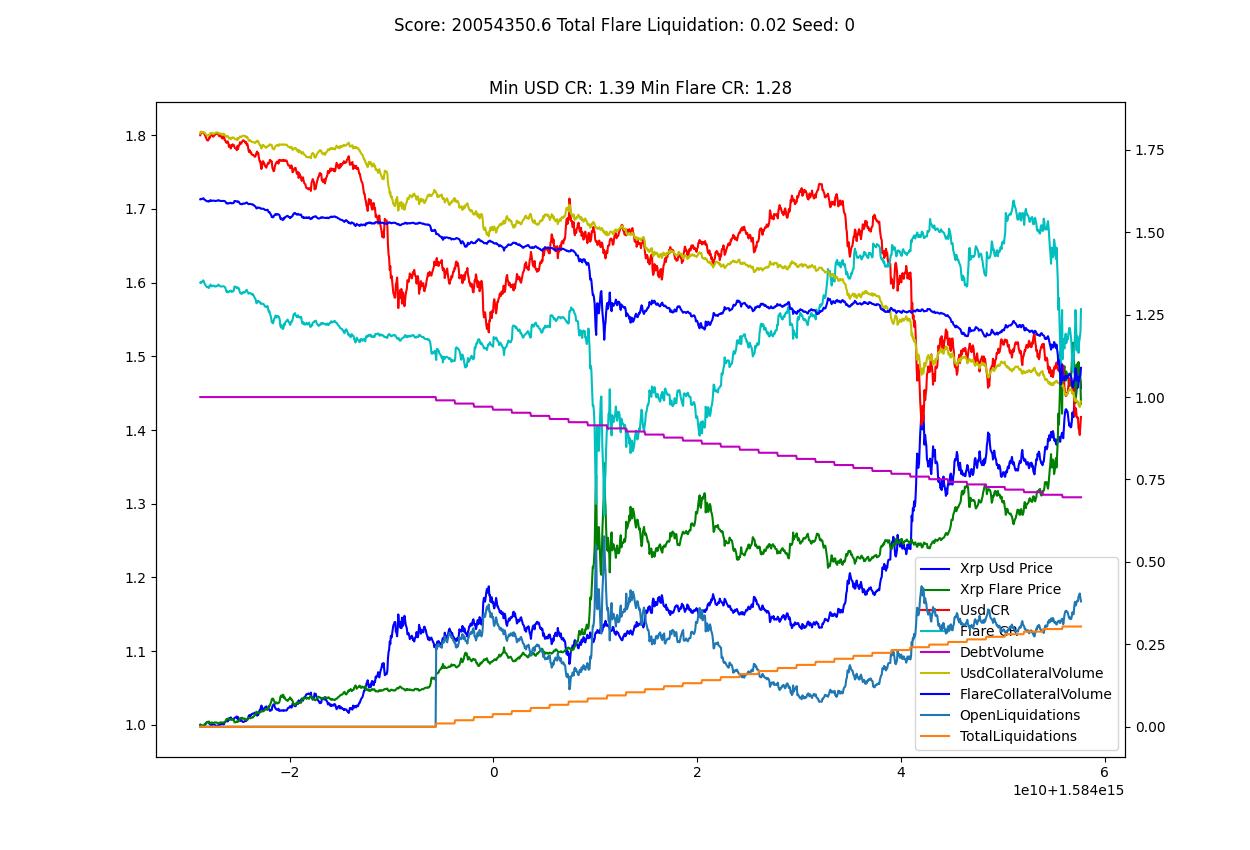 Score: 20054350.6 Total Flare Liquidation: 0.02 Seed: 0
Min USD CR: 1.39 Min Flare CR: 1.28
1.8
1.7
1.6
1.5
1.4
1.3
1.2
1.1
1.0
1.75
1.50
1.25
1.00
0.75
0.50
0.25
0.00
Xrp Usd Price
Xrp Flare Price
Usd CR
Flare CR
DebtVolume
UsdCollateralVolume
FlareCollateralVolume
OpenLiquidations
TotalLiquidations
−2 0 2 4 6
1e10+1.584e15